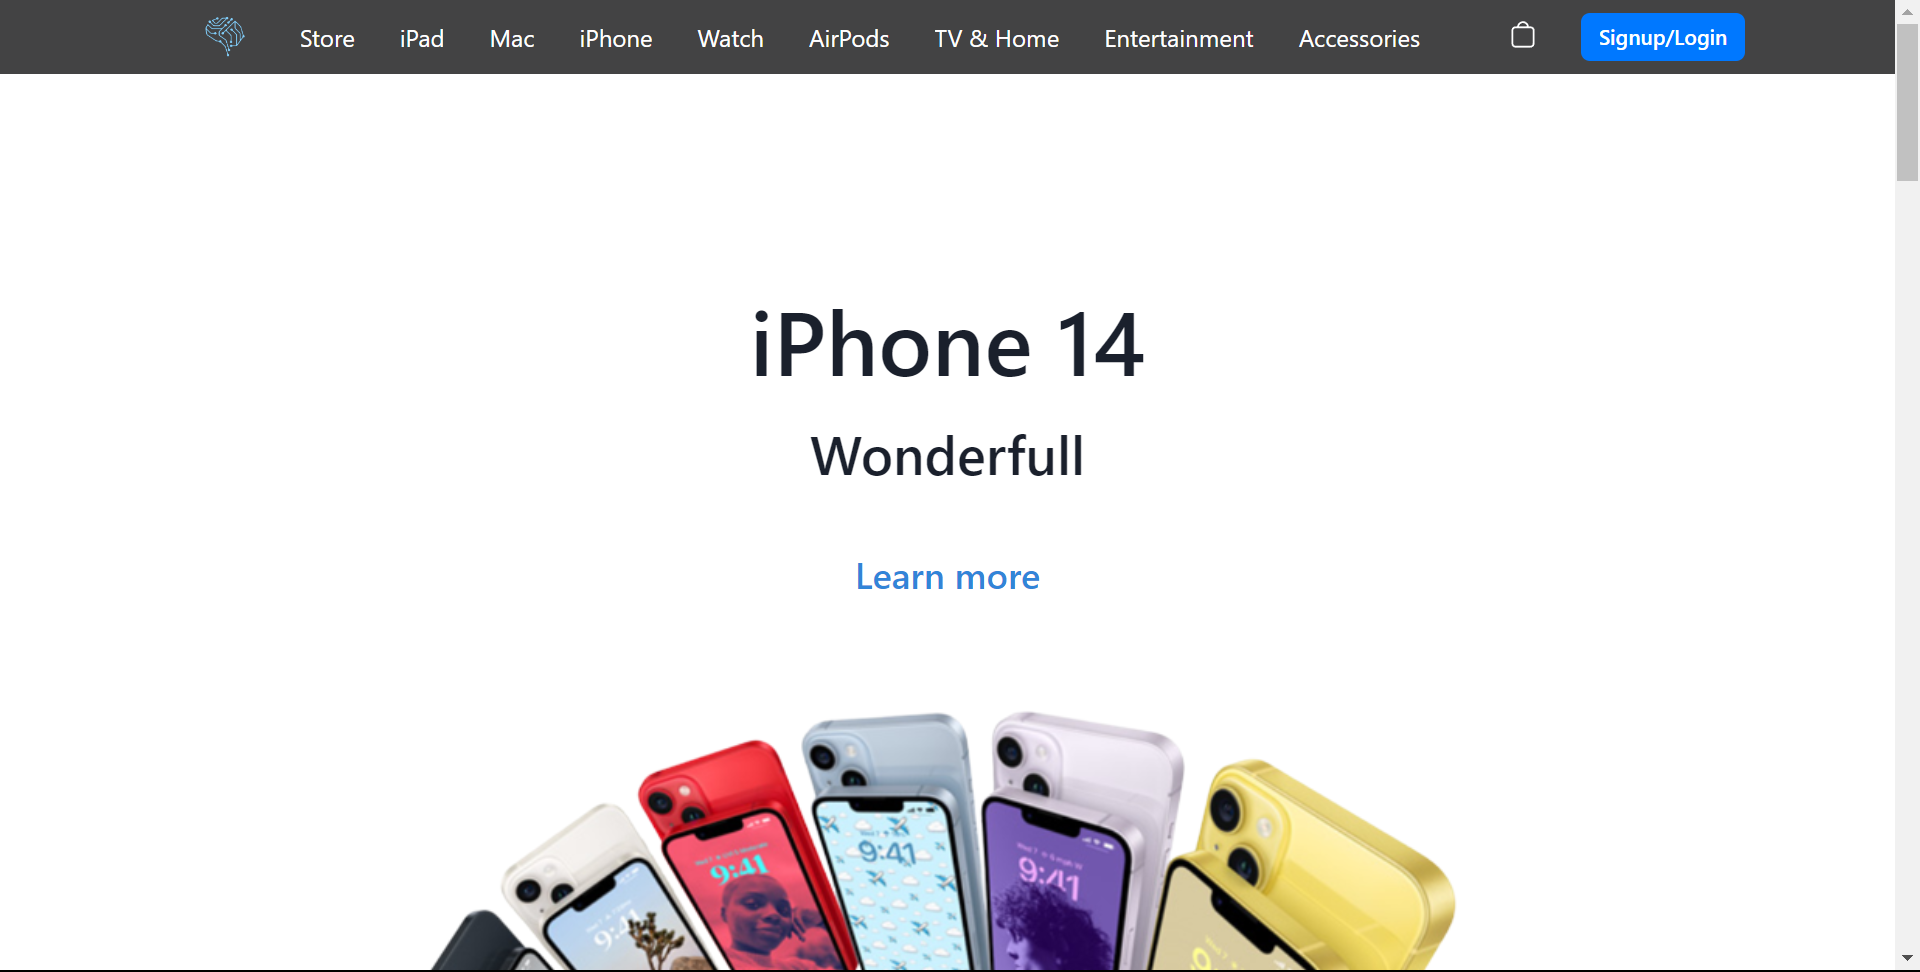 Store iPad Mac iPhone Watch AirPods TV & Home Entertainment Accessories Signup/Login
iPhone 14
Wonderfull
Learn more
9:41
9:41
9:41
9:41